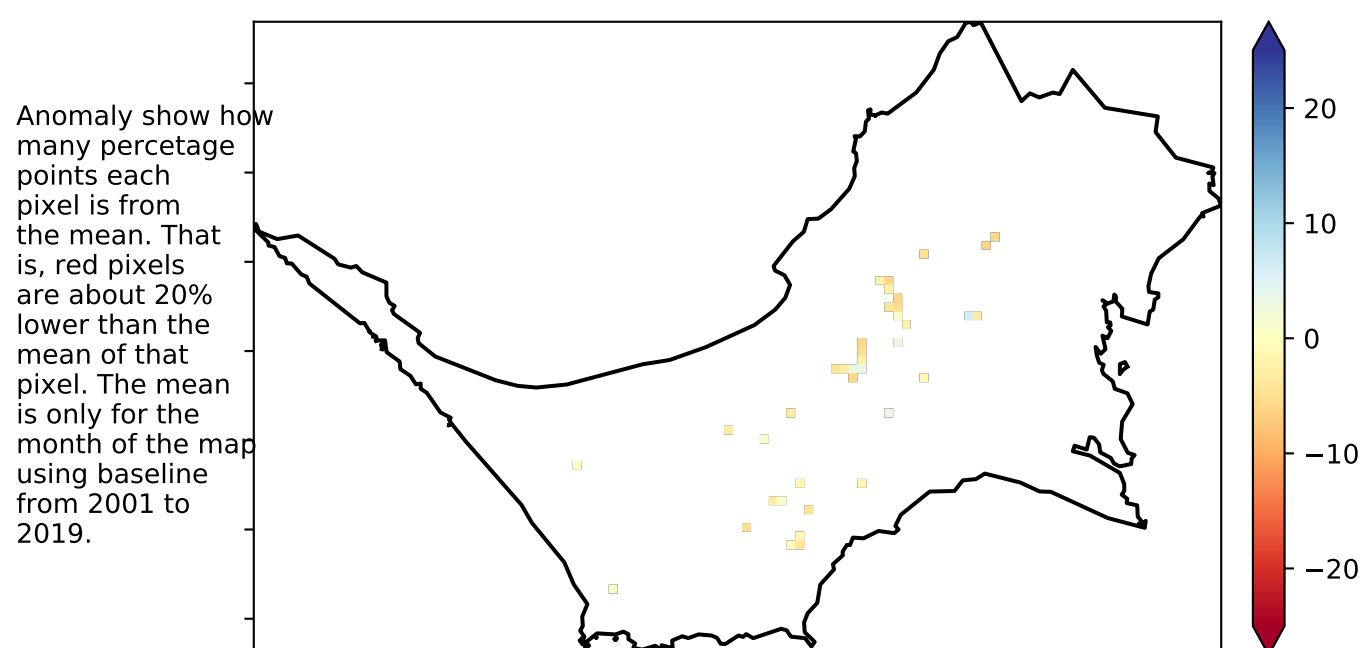 Anomaly show how
many percetage
points each
pixel is from
the mean. That
is, red pixels
are about 20%
lower than the
mean of that
pixel. The mean
is only for the
month of the map
using baseline
from 2001 to
2019.
20
10
0
−10
−20